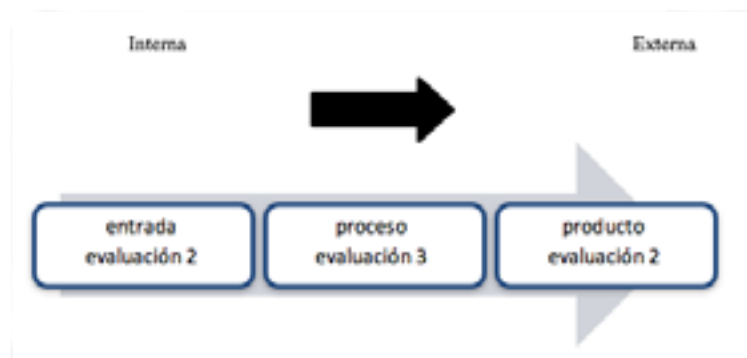 Interna
Externa
entrada
evaluación 2
proceso
evaluación 3
producto
evaluación 2